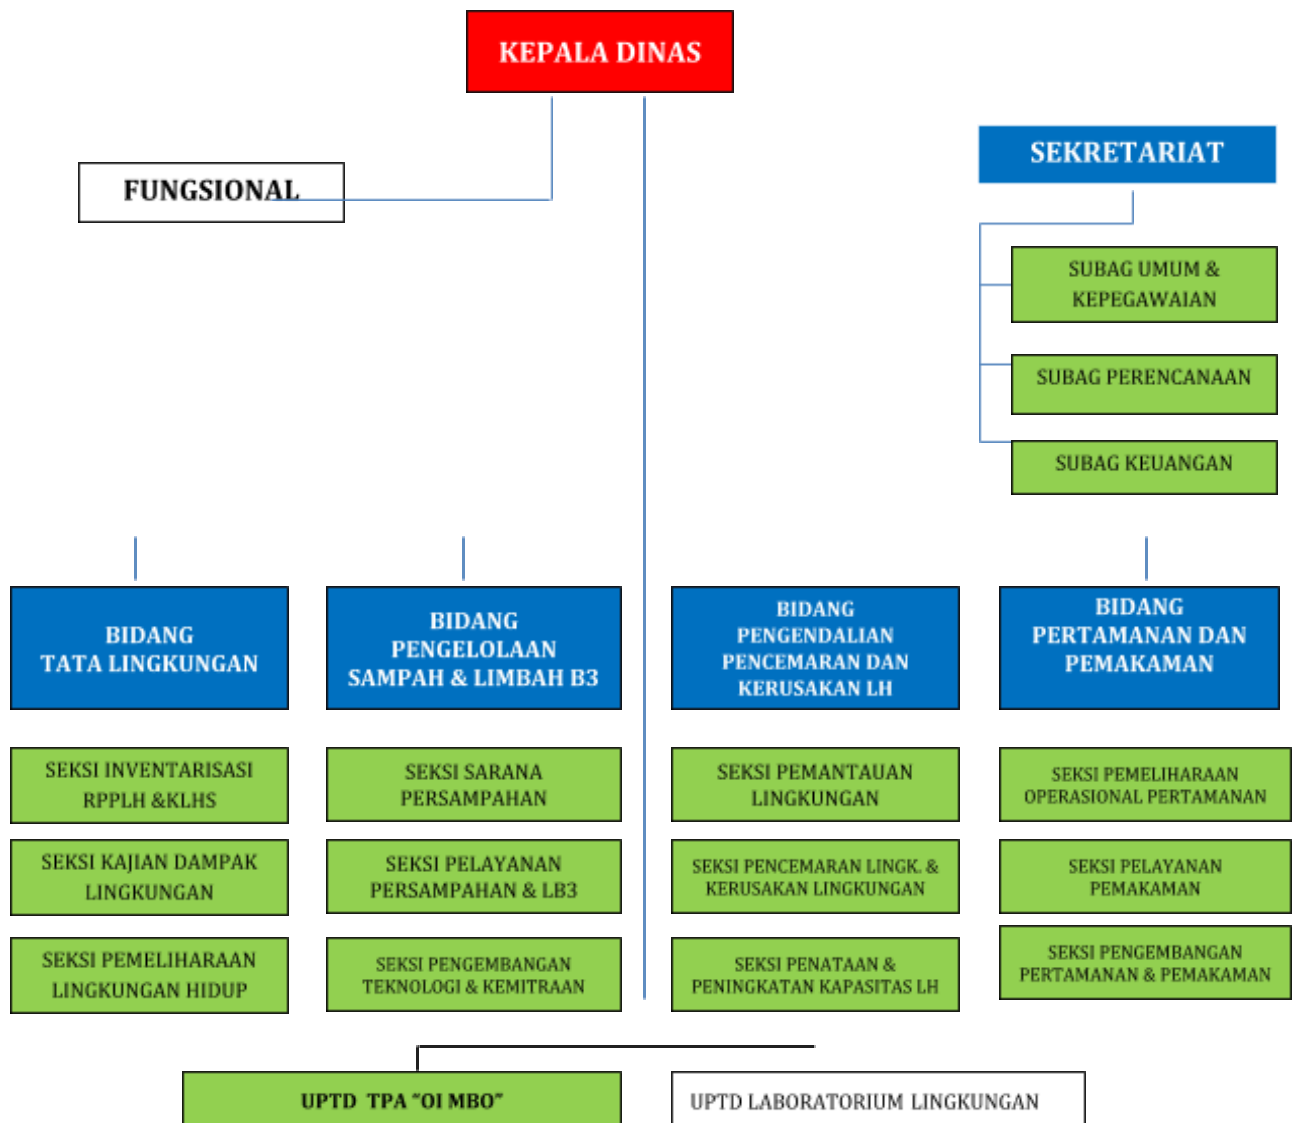 KEPALA DINAS
FUNGSIONAL
SEKRETARIAT
SUBAG UMUM &
KEPEGAWAIAN
SUBAG PERENCANAAN
SUBAG KEUANGAN
BIDANG
TATA LINGKUNGAN
BIDANG
PENGELOLAAN
SAMPAH & LIMBAH B3
BIDANG
PENGENDALIAN
PENCEMARAN DAN
KERUSAKAN LH
BIDANG
PERTAMANAN DAN
PEMAKAMAN
SEKSI INVENTARISASI
RPPLH &KLHS
SEKSI SARANA
PERSAMPAHAN
SEKSI PEMANTAUAN
LINGKUNGAN
SEKSI PEMELIHARAAN
OPERASIONAL PERTAMANAN
SEKSI KAJIAN DAMPAK
LINGKUNGAN
SEKSI PELAYANAN
PERSAMPAHAN & LB3
SEKSI PENCEMARAN LINGK. &
KERUSAKAN LINGKUNGAN
SEKSI PELAYANAN
PEMAKAMAN
SEKSI PEMELIHARAAN
LINGKUNGAN HIDUP
SEKSI PENGEMBANGAN
TEKNOLOGI & KEMITRAAN
SEKSI PENATAAN &
PENINGKATAN KAPASITAS LH
SEKSI PENGEMBANGAN
PERTAMANAN & PEMAKAMAN
UPTD TPA “OI MBO”
UPTD LABORATORIUM LINGKUNGAN